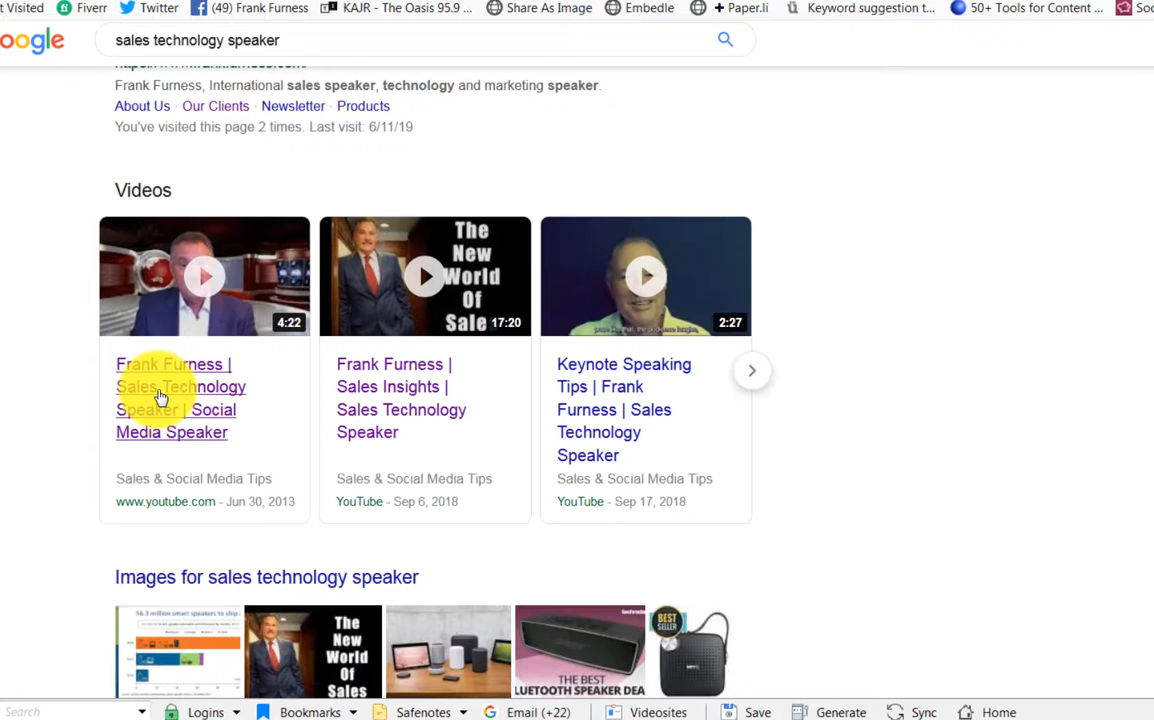 t Visited Fiverr Twitter (49) Frank Furness KAJR - The Oasis 95.9 ... Share As Image Embedle + Paper.li Keyword suggestion t... 50+ Tools for Content ... Soc
oogle sales technology speaker
Frank Furness, International sales speaker, technology and marketing speaker.
About Us · Our Clients · Newsletter · Products
You've visited this page 2 times. Last visit: 6/11/19
Videos
The
New
World
Of
Sale
4:22
17:20
2:27
Frank Furness |
Sales Technology
Speaker | Social
Media Speaker
Sales & Social Media Tips
www.youtube.com - Jun 30, 2013
Frank Furness |
Sales Insights |
Sales Technology
Speaker
Sales & Social Media Tips
YouTube - Sep 6, 2018
Keynote Speaking
Tips | Frank
Furness | Sales
Technology
Speaker
Sales & Social Media Tips
YouTube - Sep 17, 2018
Images for sales technology speaker
The
New
World
Of
Sales
THE BEST
LUETOOTH SPEAKER DEA
BEST
SELLER
Search Logins Bookmarks Safenotes Email (+22) Videosites Save Generate Sync Home